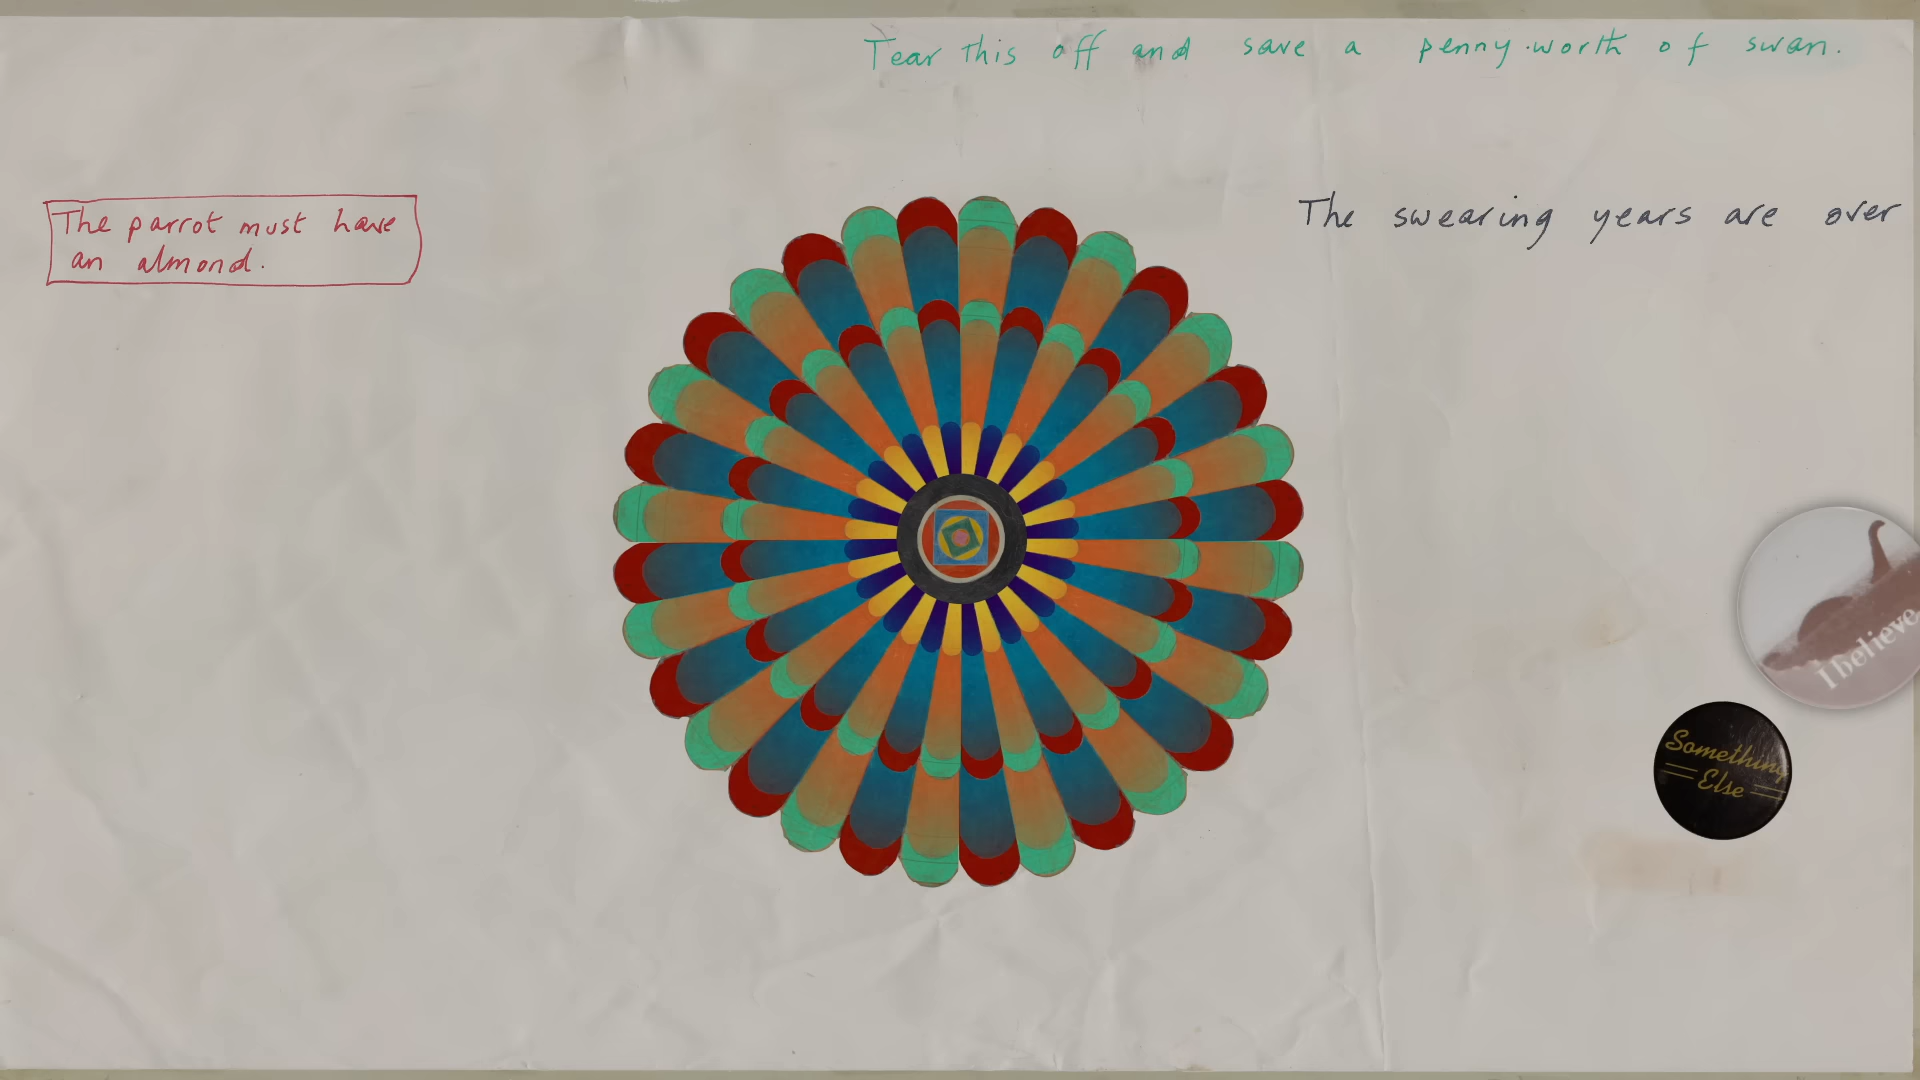 Tear this off and save a penny-worth of swan.
The parrot must have
an almond.
The swearing years are over
i believe
Something
Else